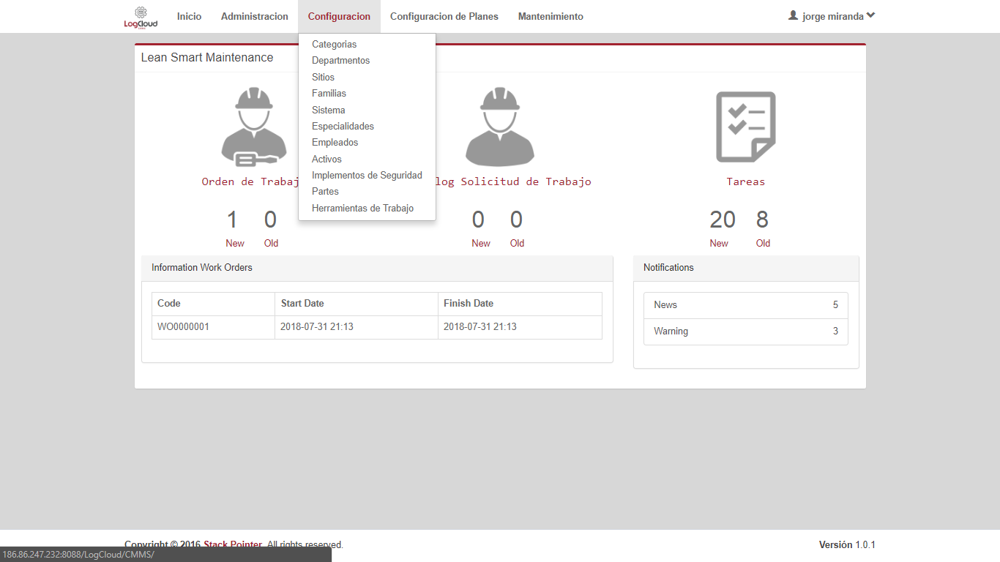 LogCloud
Inicio
Administracion
Configuracion
Configuracion de Planes
Mantenimiento
jorge miranda
Categorias
Departmentos
Sitios
Familias
Sistema
Especialidades
Empleados
Activos
Implementos de Seguridad
Partes
Herramientas de Trabajo
Lean Smart Maintenance
Orden de Trabaj
1 0
New Old
log Solicitud de Trabajo
0 0
New Old
Tareas
20 8
New Old
Information Work Orders
Code Start Date Finish Date
WO0000001 2018-07-31 21:13 2018-07-31 21:13
Notifications
News 5
Warning 3
Copyright © 2016 Stack Pointer. All rights reserved.
Versión 1.0.1
186.86.247.232:8088/LogCloud/CMMS/